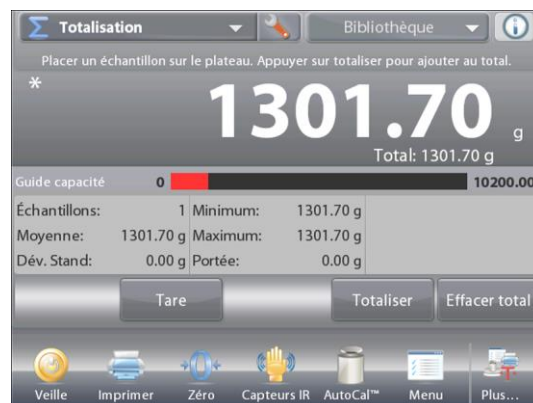 Totalisation
Bibliothèque
Placer un échantillon sur le plateau. Appuyer sur totaliser pour ajouter au total.
*
1301.70 g
Total: 1301.70 g
Guide capacité 0 10200.00
Échantillons: 1 Minimum: 1301.70 g
Moyenne: 1301.70 g Maximum: 1301.70 g
Dév. Stand: 0.00 g Portée: 0.00 g
Tare Totaliser Effacer total
Veille Imprimer Zéro Capteurs IR AutoCal™ Menu Plus...